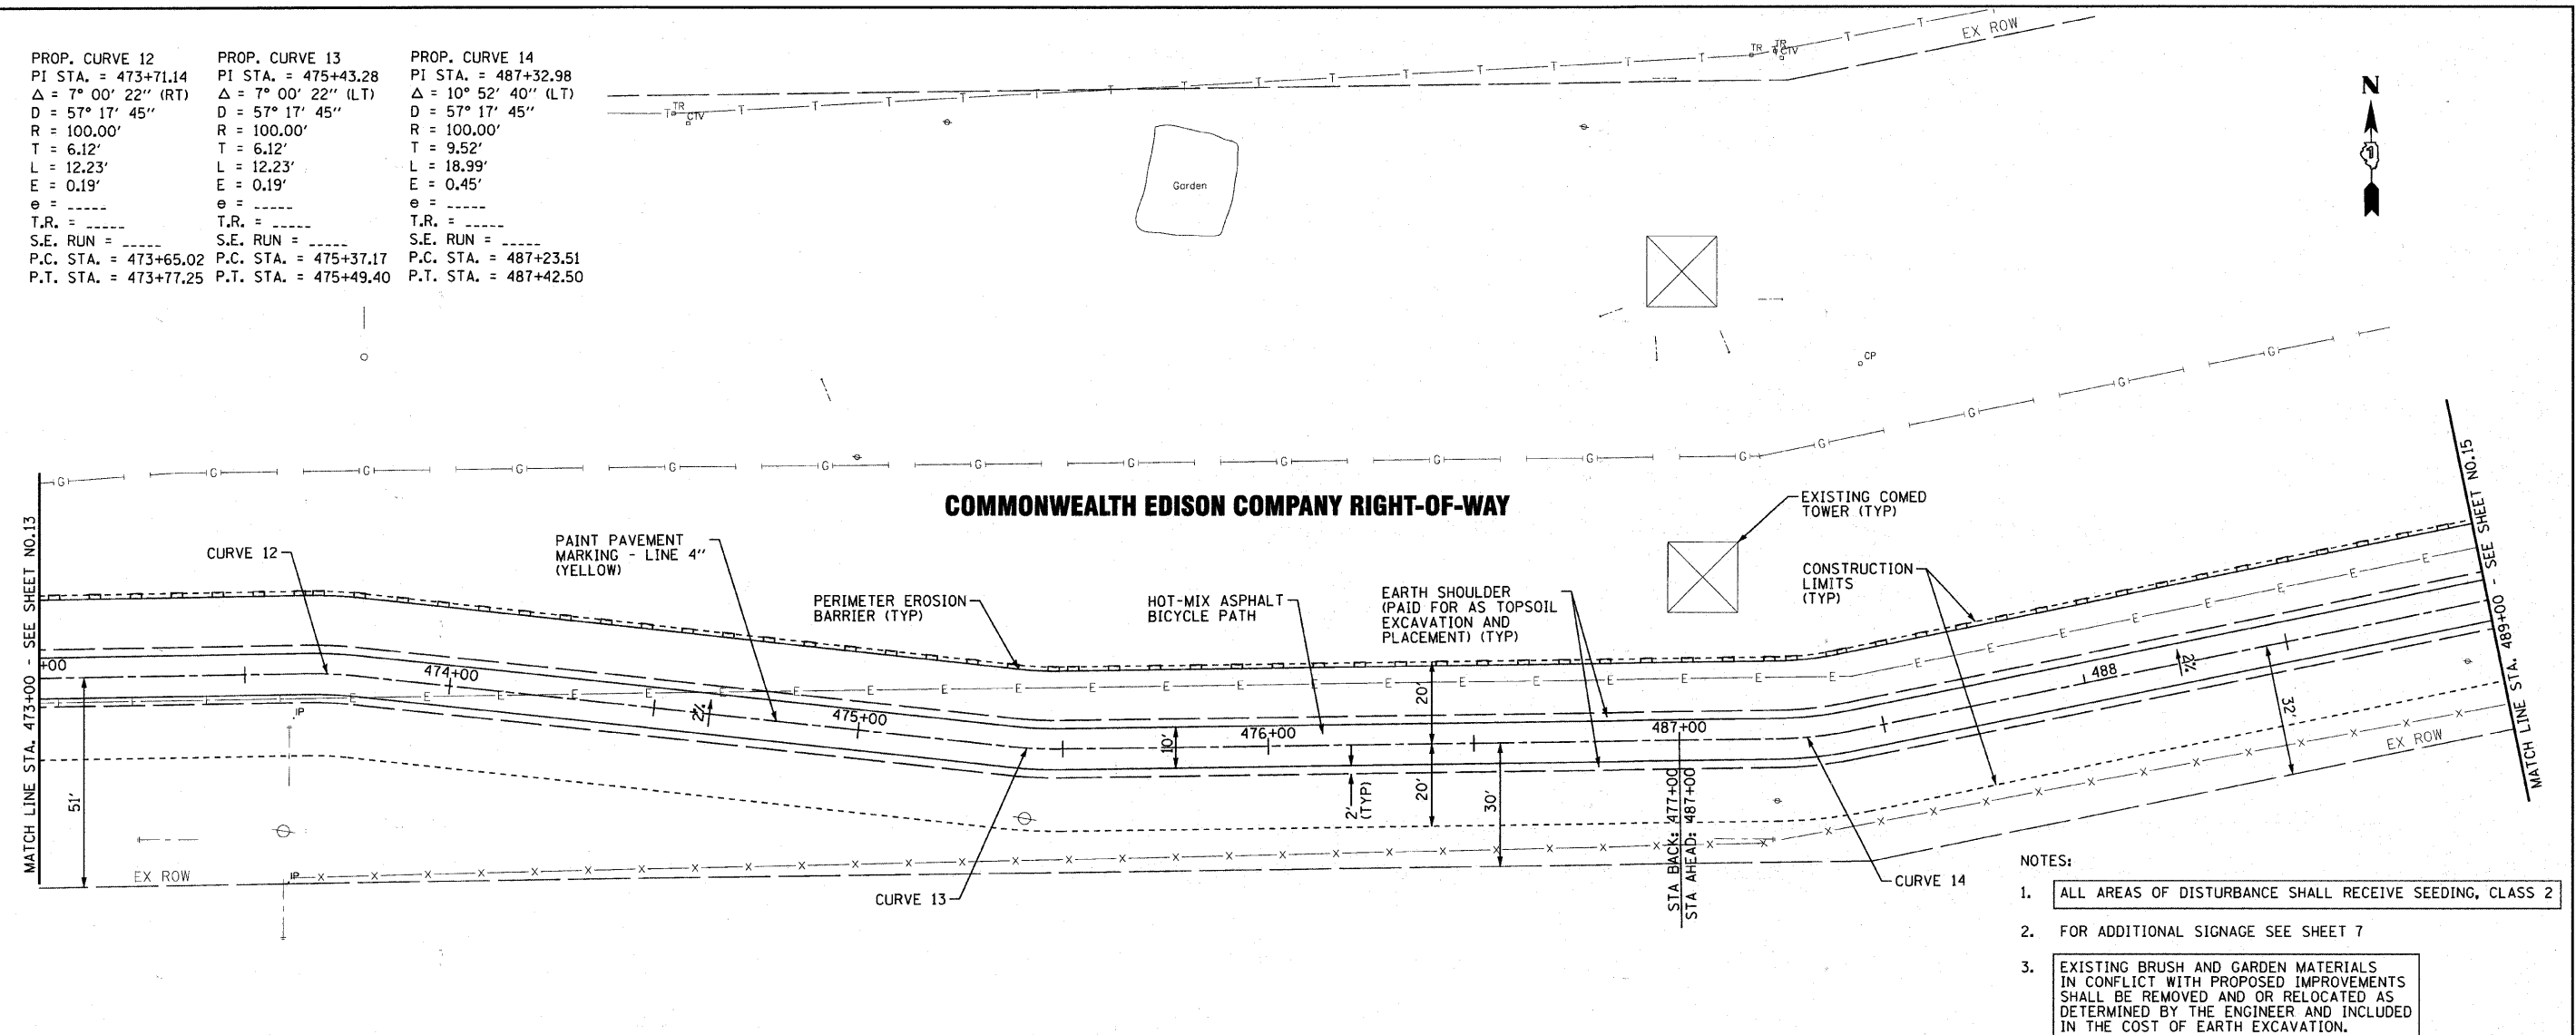 PROP. CURVE 12
PI STA. = 473+71.14
Δ = 7° 00' 22" (RT)
D = 57° 17' 45"
R = 100.00'
T = 6.12'
L = 12.23'
E = 0.19'
e = _____
T.R. = _____
S.E. RUN = _____
P.C. STA. = 473+65.02
P.T. STA. = 473+77.25
PROP. CURVE 13
PI STA. = 475+43.28
Δ = 7° 00' 22" (LT)
D = 57° 17' 45"
R = 100.00'
T = 6.12'
L = 12.23'
E = 0.19'
e = _____
T.R. = _____
S.E. RUN = _____
P.C. STA. = 475+37.17
P.T. STA. = 475+49.40
PROP. CURVE 14
PI STA. = 487+32.98
Δ = 10° 52' 40" (LT)
D = 57° 17' 45"
R = 100.00'
T = 9.52'
L = 18.99'
E = 0.45'
e = _____
T.R. = _____
S.E. RUN = _____
P.C. STA. = 487+23.51
P.T. STA. = 487+42.50
TR
CTV
TR
TR
CTV
EX ROW
N
Garden
CP
COMMONWEALTH EDISON COMPANY RIGHT-OF-WAY
EXISTING COMED
TOWER (TYP)
MATCH LINE STA. 473+00 - SEE SHEET NO.13
CURVE 12
PAINT PAVEMENT
MARKING - LINE 4"
(YELLOW)
PERIMETER EROSION
BARRIER (TYP)
HOT-MIX ASPHALT
BICYCLE PATH
EARTH SHOULDER
(PAID FOR AS TOPSOIL
EXCAVATION AND
PLACEMENT) (TYP)
CONSTRUCTION
LIMITS
(TYP)
MATCH LINE STA. 489+00 - SEE SHEET NO.15
+00
474+00
475+00
476+00
487+00
488
2%
2%
51'
10'
2'
(TYP)
20'
20'
30'
32'
IP
IP
EX ROW
EX ROW
CURVE 13
STA BACK: 477+00
STA AHEAD: 487+00
CURVE 14
NOTES:
1. ALL AREAS OF DISTURBANCE SHALL RECEIVE SEEDING, CLASS 2
2. FOR ADDITIONAL SIGNAGE SEE SHEET 7
3. EXISTING BRUSH AND GARDEN MATERIALS
IN CONFLICT WITH PROPOSED IMPROVEMENTS
SHALL BE REMOVED AND OR RELOCATED AS
DETERMINED BY THE ENGINEER AND INCLUDED
IN THE COST OF EARTH EXCAVATION.